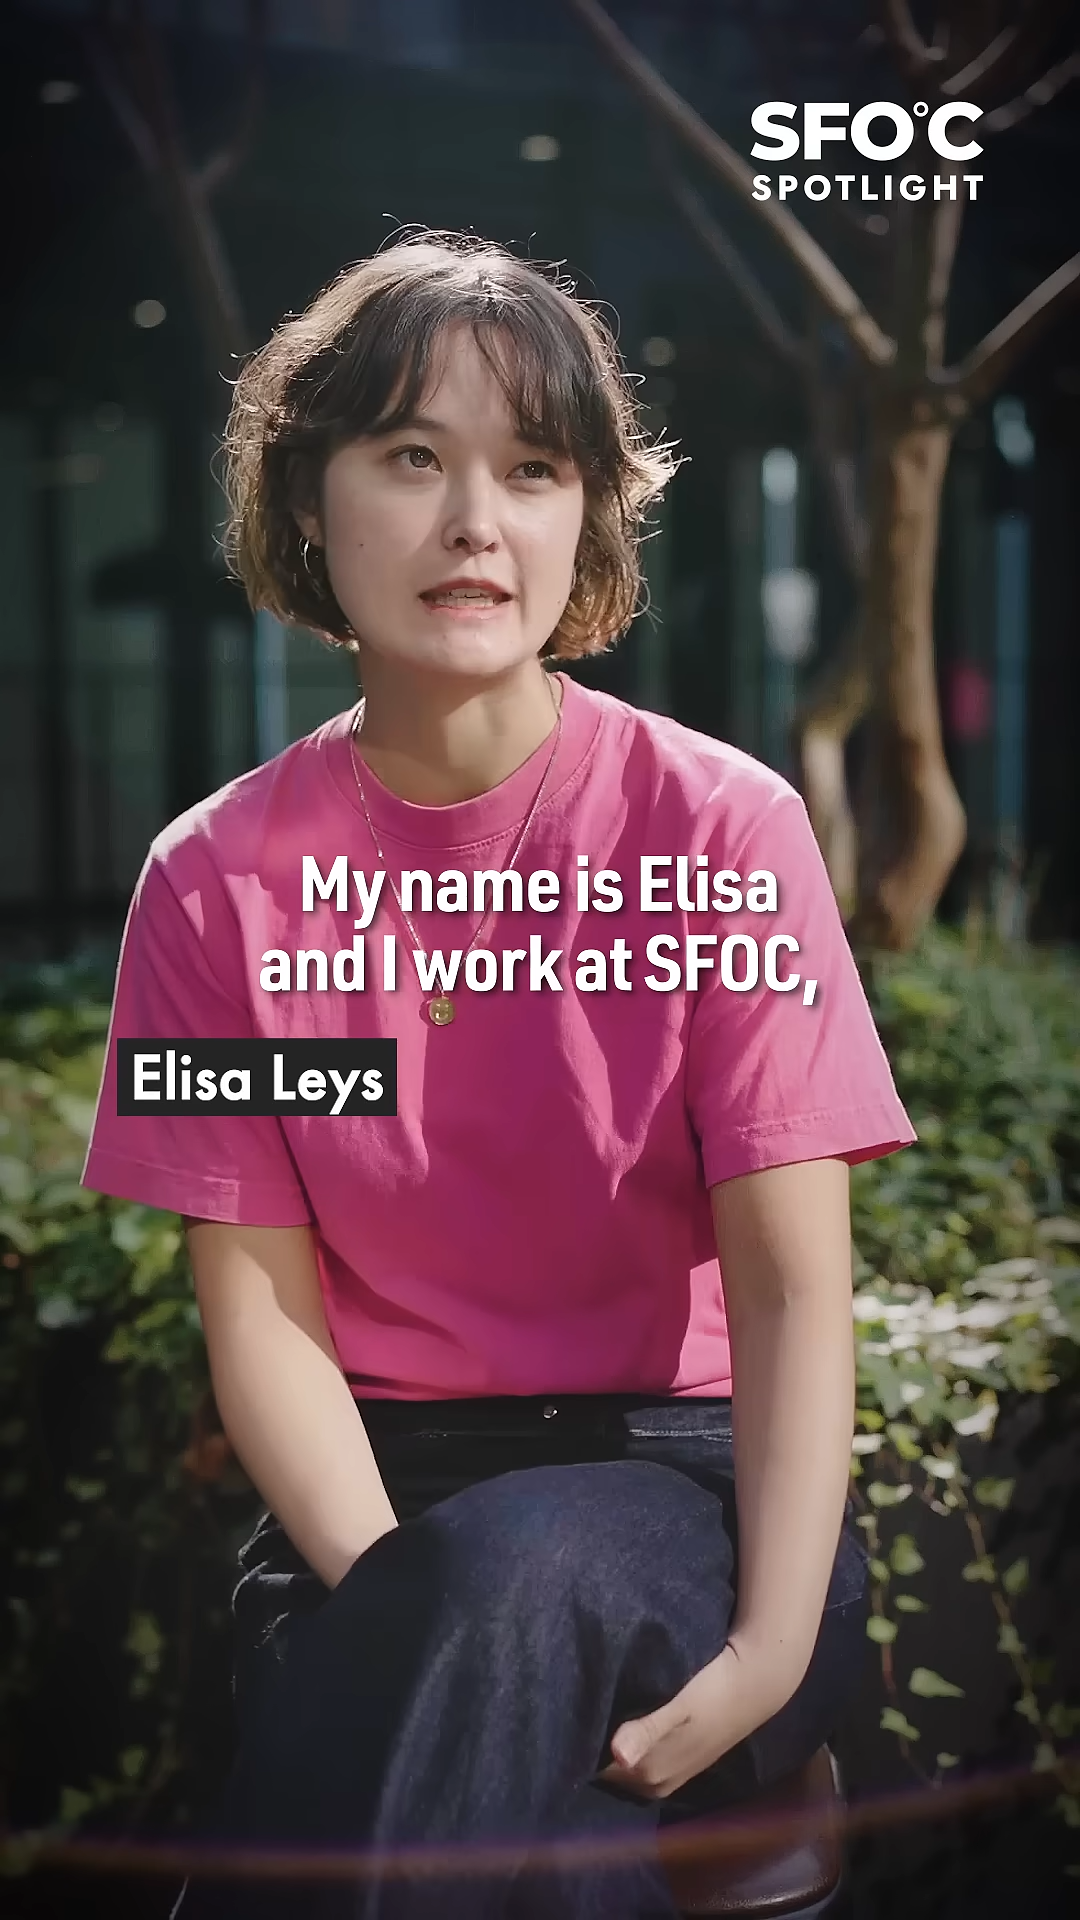 SFO°C
SPOTLIGHT
My name is Elisa
and I work at SFOC,
Elisa Leys